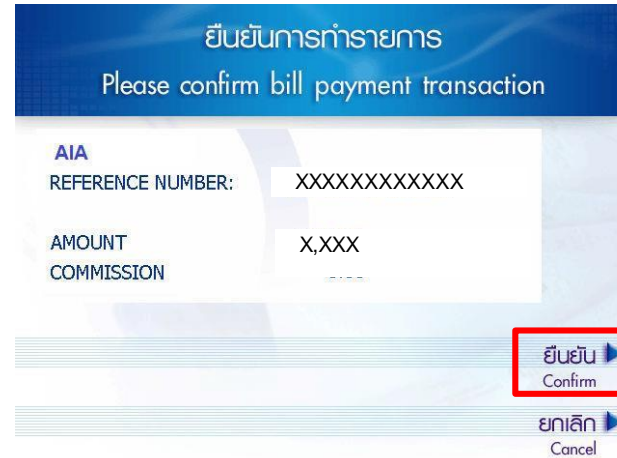 ยืนยันการทำรายการ
Please confirm bill payment transaction
AIA
REFERENCE NUMBER: XXXXXXXXXXXX
AMOUNT X,XXX
COMMISSION
ยืนยัน
Confirm
ยกเลิก
Cancel